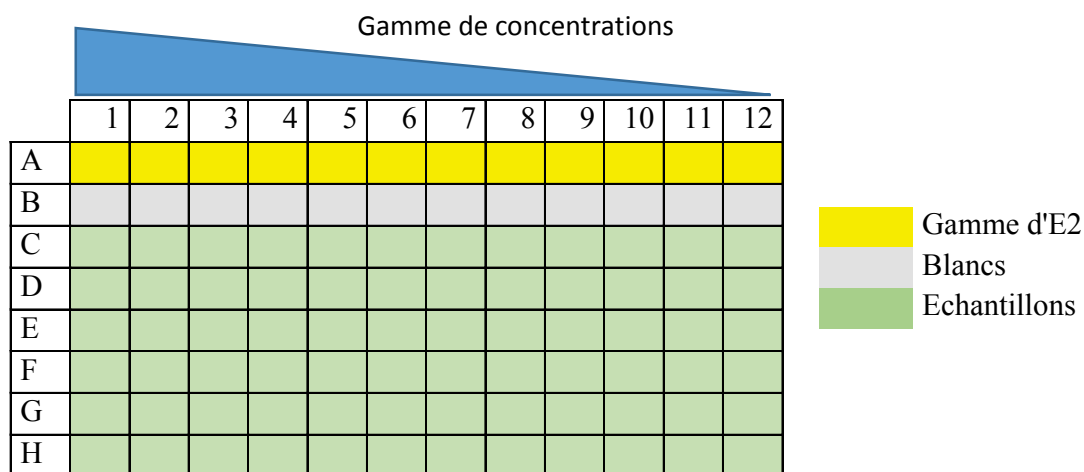 Gamme de concentrations
1 2 3 4 5 6 7 8 9 10 11 12
A
B
C
D
E
F
G
H
Gamme d'E2
Blancs
Echantillons